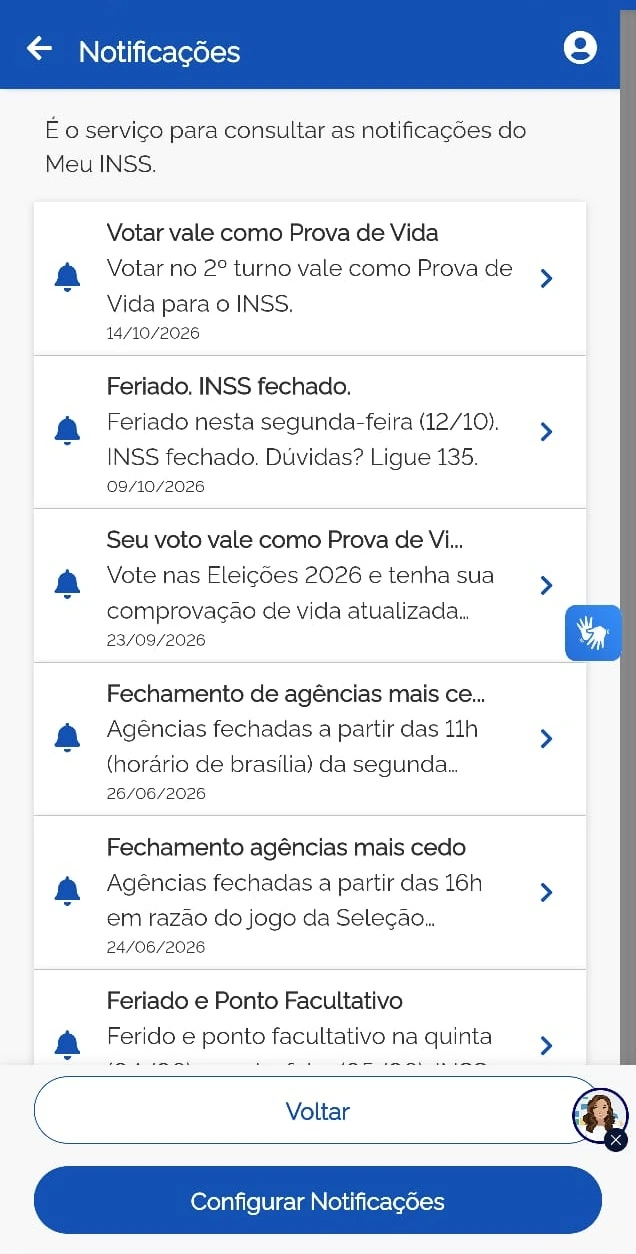 Notificações
É o serviço para consultar as notificações do
Meu INSS.
Votar vale como Prova de Vida
Votar no 2º turno vale como Prova de
Vida para o INSS.
14/10/2026
Feriado. INSS fechado.
Feriado nesta segunda-feira (12/10).
INSS fechado. Dúvidas? Ligue 135.
09/10/2026
Seu voto vale como Prova de Vi...
Vote nas Eleições 2026 e tenha sua
comprovação de vida atualizada...
23/09/2026
Fechamento de agências mais ce...
Agências fechadas a partir das 11h
(horário de brasília) da segunda...
26/06/2026
Fechamento agências mais cedo
Agências fechadas a partir das 16h
em razão do jogo da Seleção...
24/06/2026
Feriado e Ponto Facultativo
Ferido e ponto facultativo na quinta
Voltar
Configurar Notificações